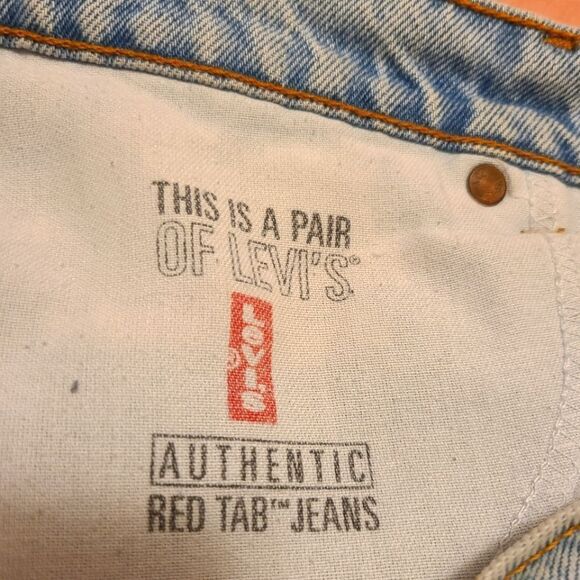 THIS IS A PAIR
OF LEVI'S®
Levi's®
AUTHENTIC
RED TAB™ JEANS